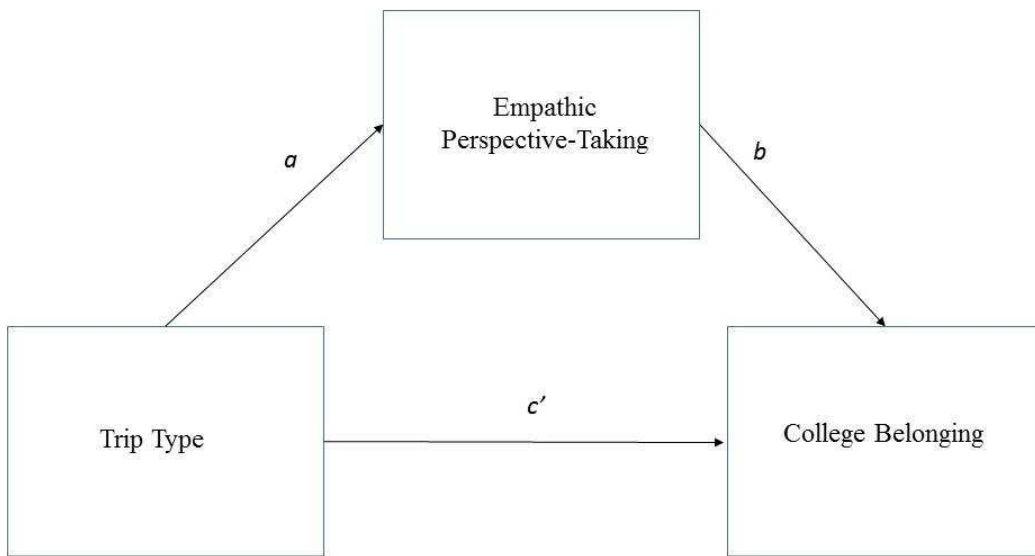 Empathic
Perspective-Taking
a
b
c’
Trip Type
College Belonging